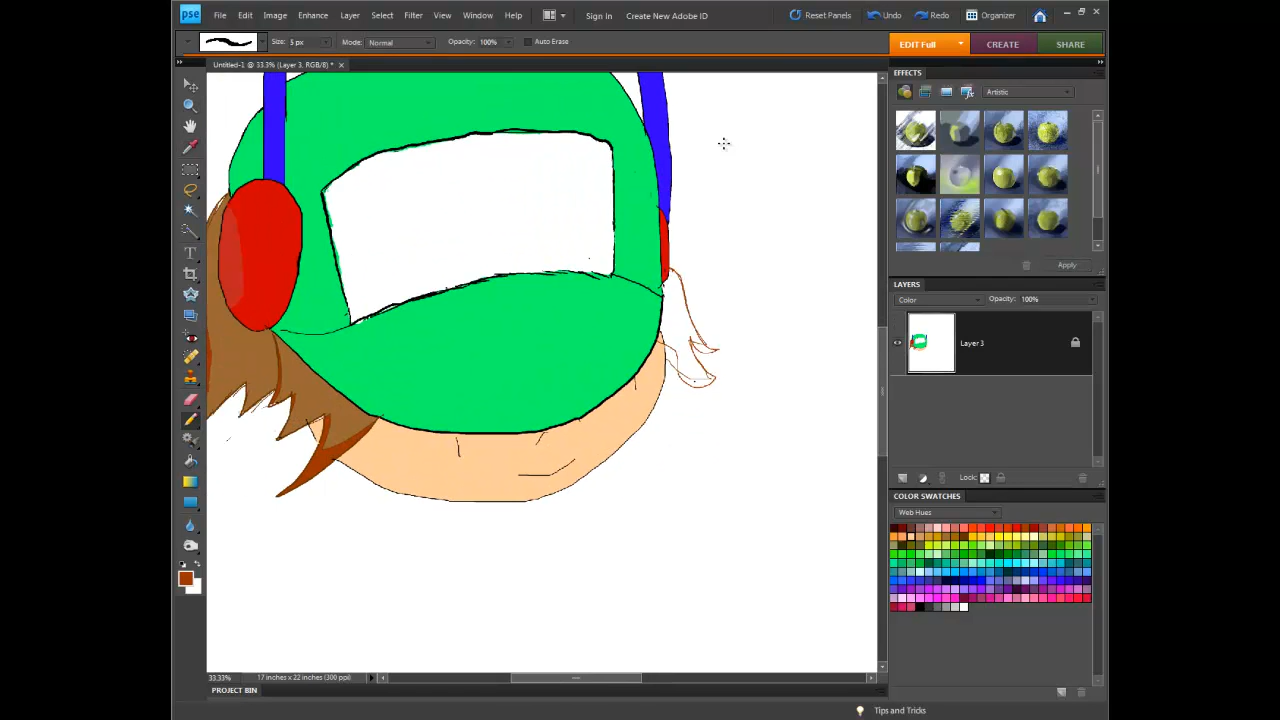 pse File Edit Image Enhance Layer Select Filter View Window Help Sign In Create New Adobe ID Reset Panels Undo Redo Organizer
Size: 5 px Mode: Normal Opacity: 100% Auto Erase EDIT Full CREATE SHARE
Untitled-1 @ 33.3% (Layer 3, RGB/8) *
EFFECTS
Artistic
Apply
LAYERS
Color Opacity: 100%
Layer 3
Lock:
COLOR SWATCHES
Web Hues
33.33% 17 inches x 22 inches (300 ppi)
PROJECT BIN
Tips and Tricks